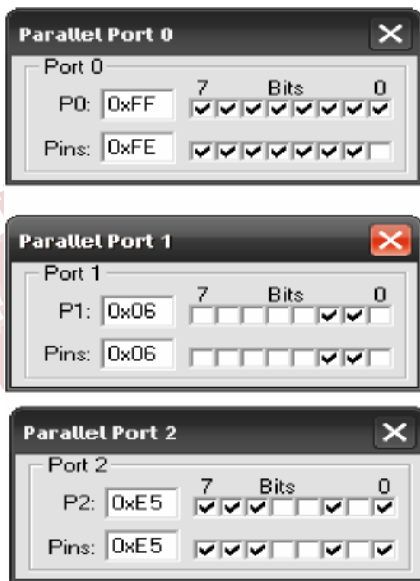 Parallel Port 0
Port 0
7 Bits 0
P0: 0xFF
Pins: 0xFE
Parallel Port 1
Port 1
7 Bits 0
P1: 0x06
Pins: 0x06
Parallel Port 2
Port 2
7 Bits 0
P2: 0xE5
Pins: 0xE5